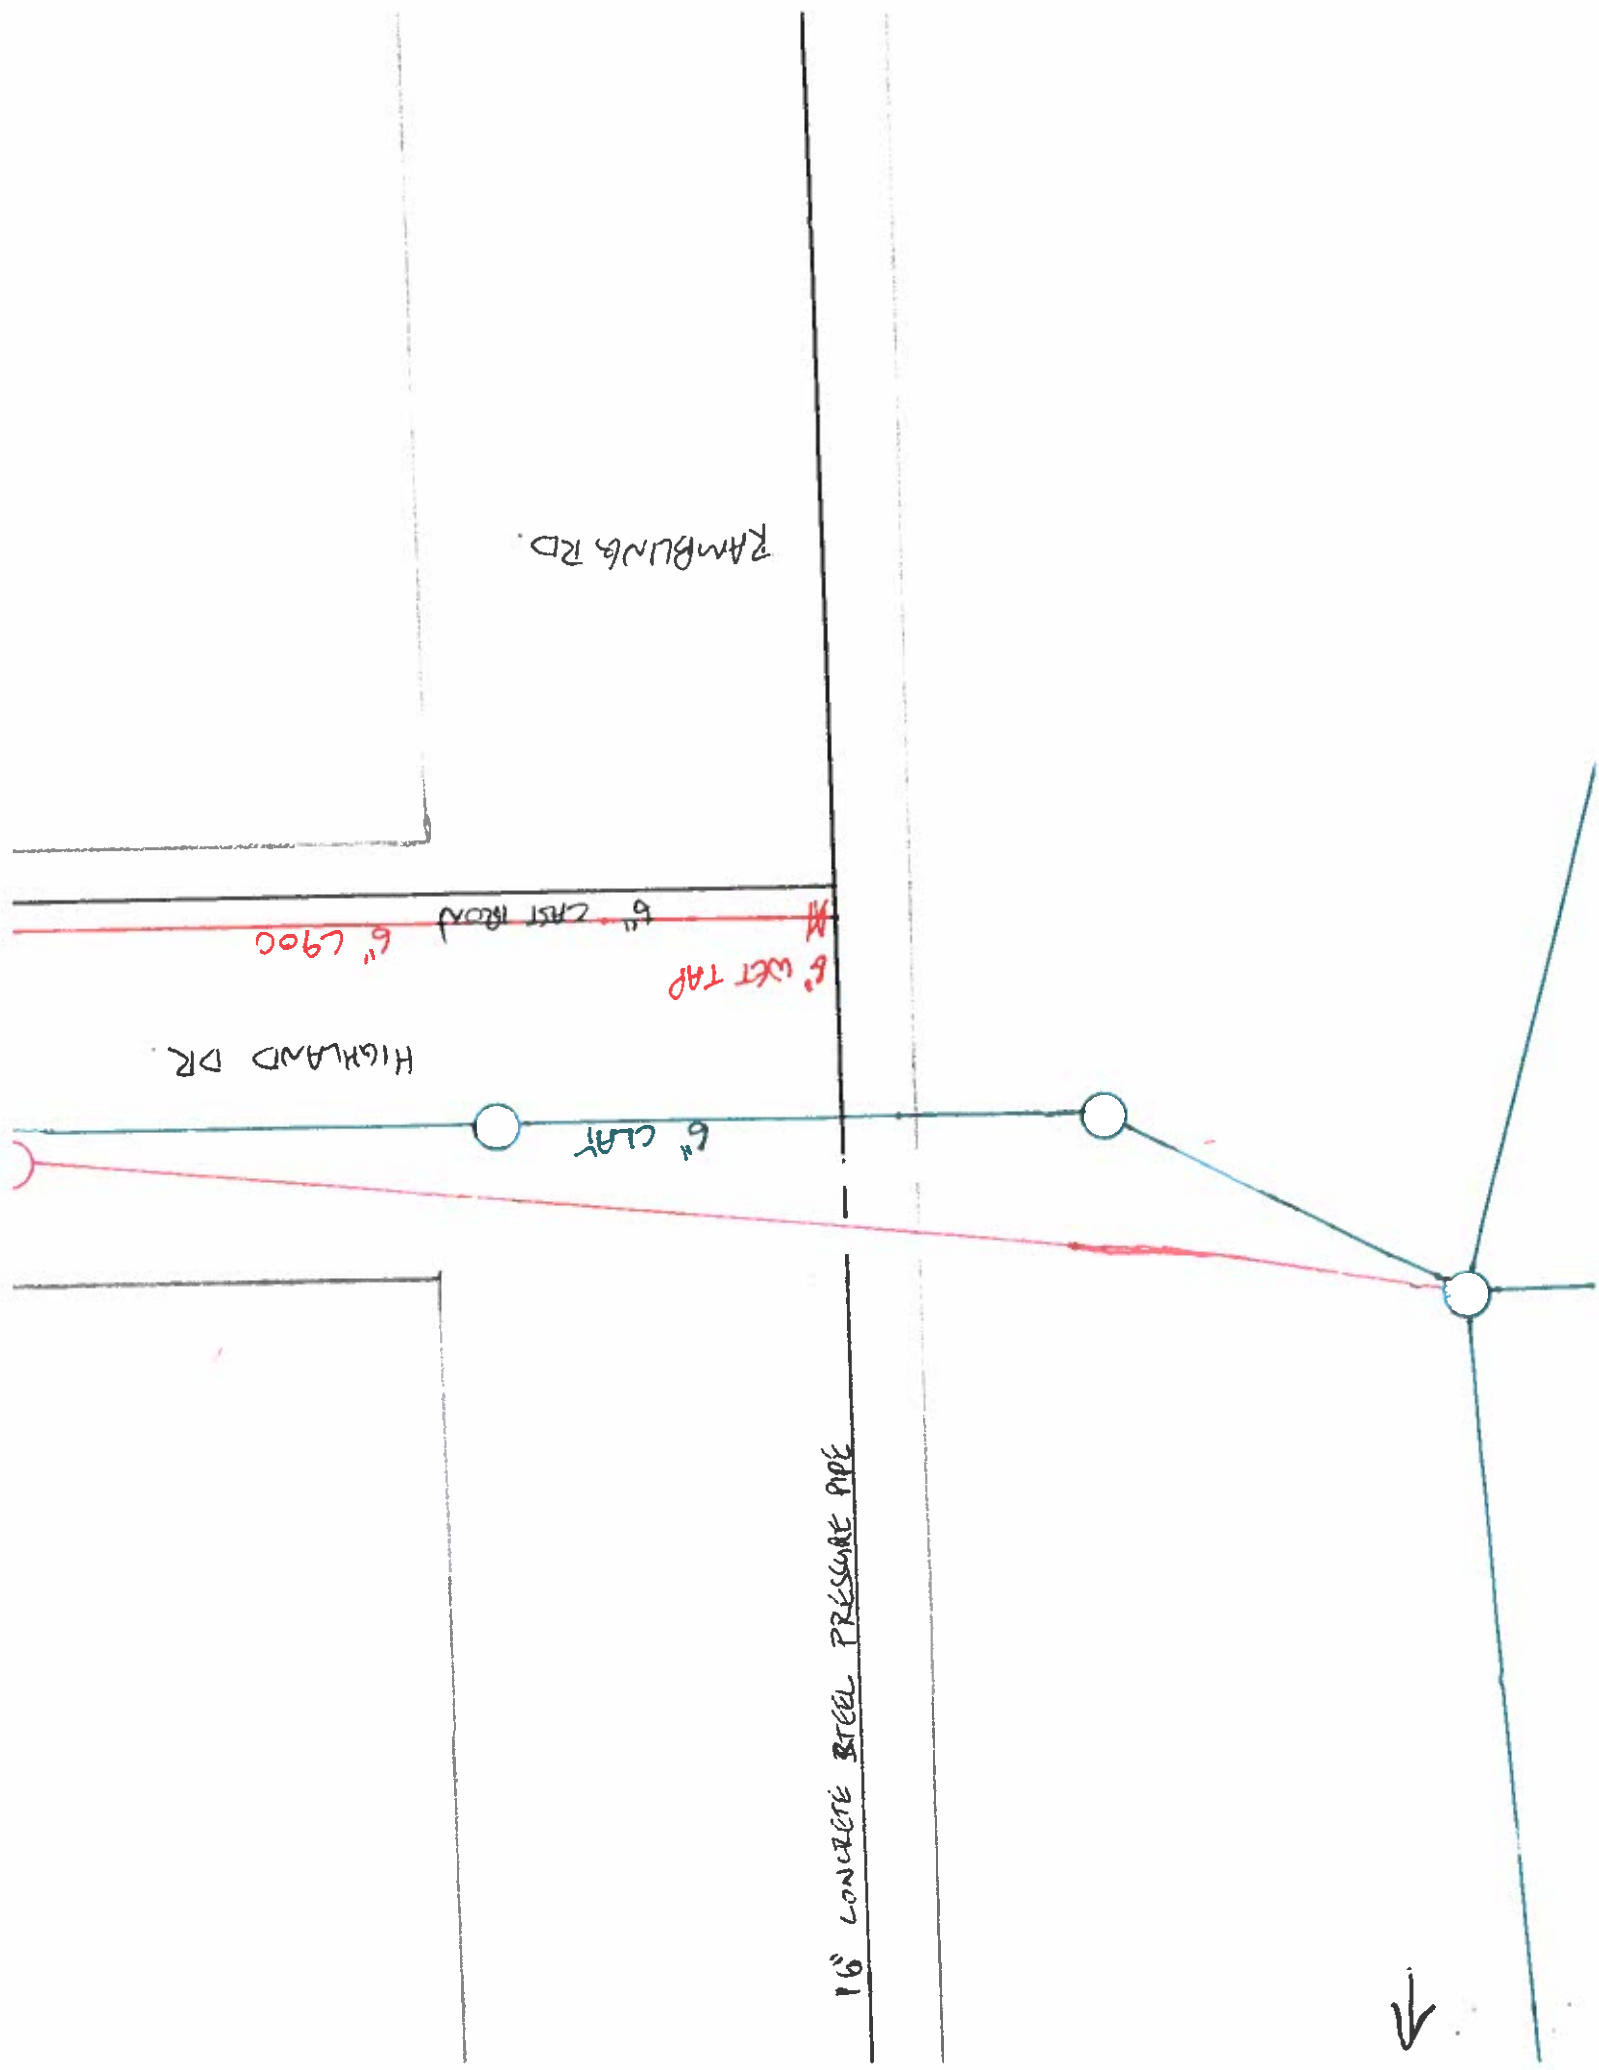 RAMBLING RD.
6" CAST IRON
6" C900
6" WET TAP
HIGHLAND DR.
6" CLAY
16" CONCRETE STEEL PRESSURE PIPE